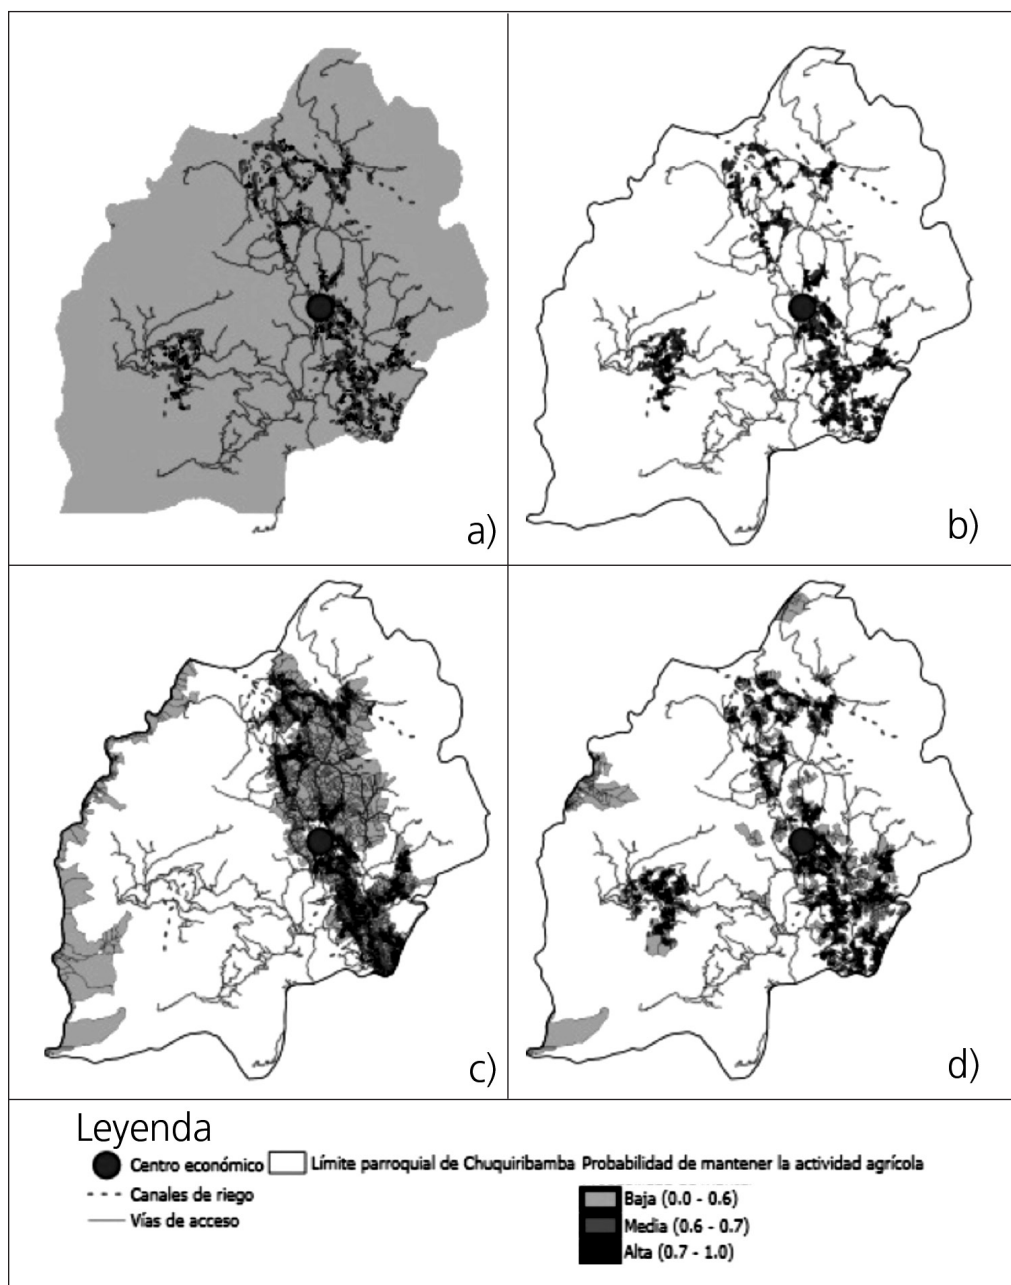 a)
b)
c)
d)
Leyenda
Centro económico
Límite parroquial de Chuquiribamba
Probabilidad de mantener la actividad agrícola
Canales de riego
Baja (0.0 - 0.6)
Vías de acceso
Media (0.6 - 0.7)
Alta (0.7 - 1.0)